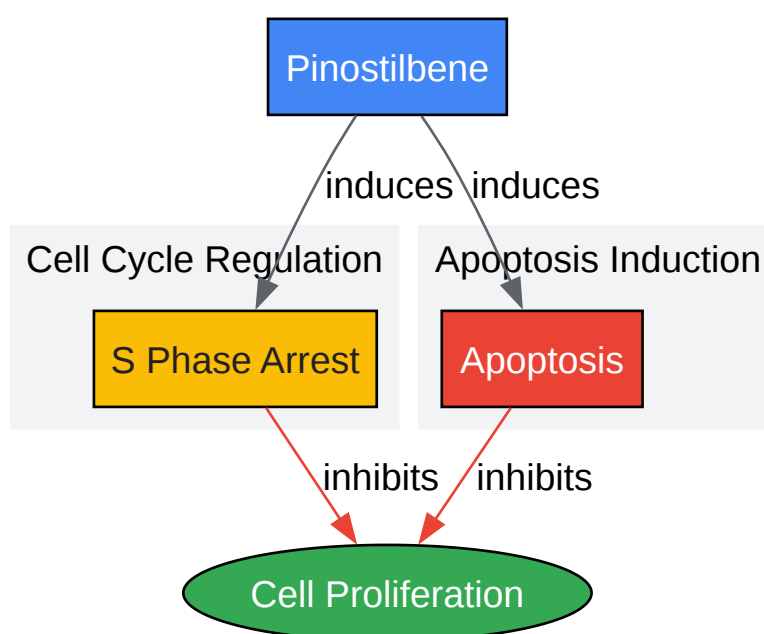 Pinostilbene
induces induces
Cell Cycle Regulation
Apoptosis Induction
S Phase Arrest
Apoptosis
inhibits inhibits
Cell Proliferation